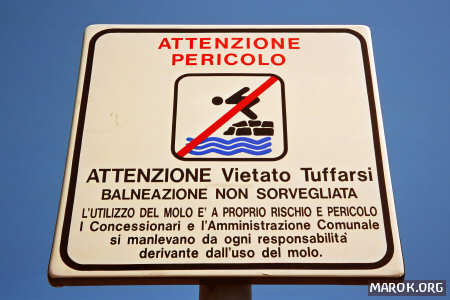 ATTENZIONE
PERICOLO
ATTENZIONE Vietato Tuffarsi
BALNEAZIONE NON SORVEGLIATA
L'UTILIZZO DEL MOLO E' A PROPRIO RISCHIO E PERICOLO
I Concessionari e l'Amministrazione Comunale
si manlevano da ogni responsabilità
derivante dall'uso del molo.
MAROK.ORG